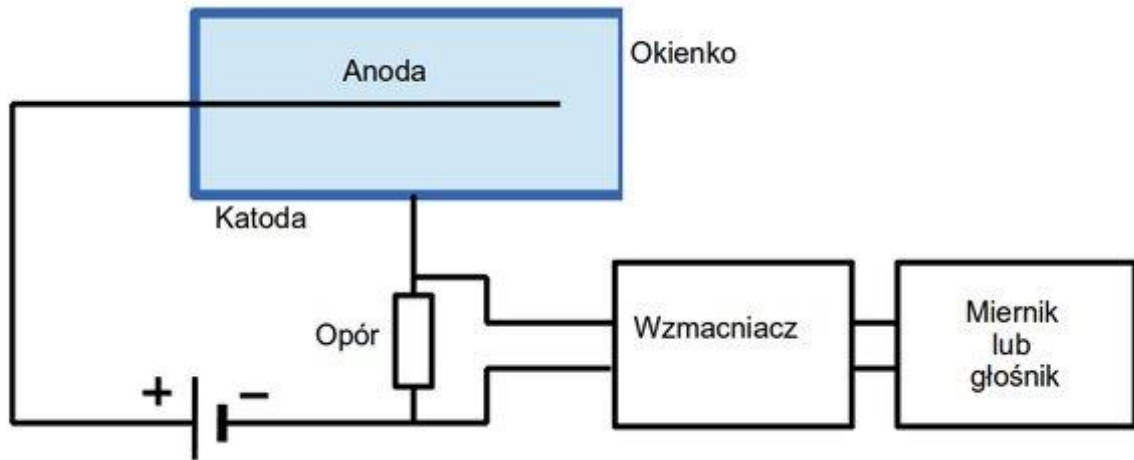 Okienko
Anoda
Katoda
Opór
Wzmacniacz
Miernik
lub
głośnik
+
−